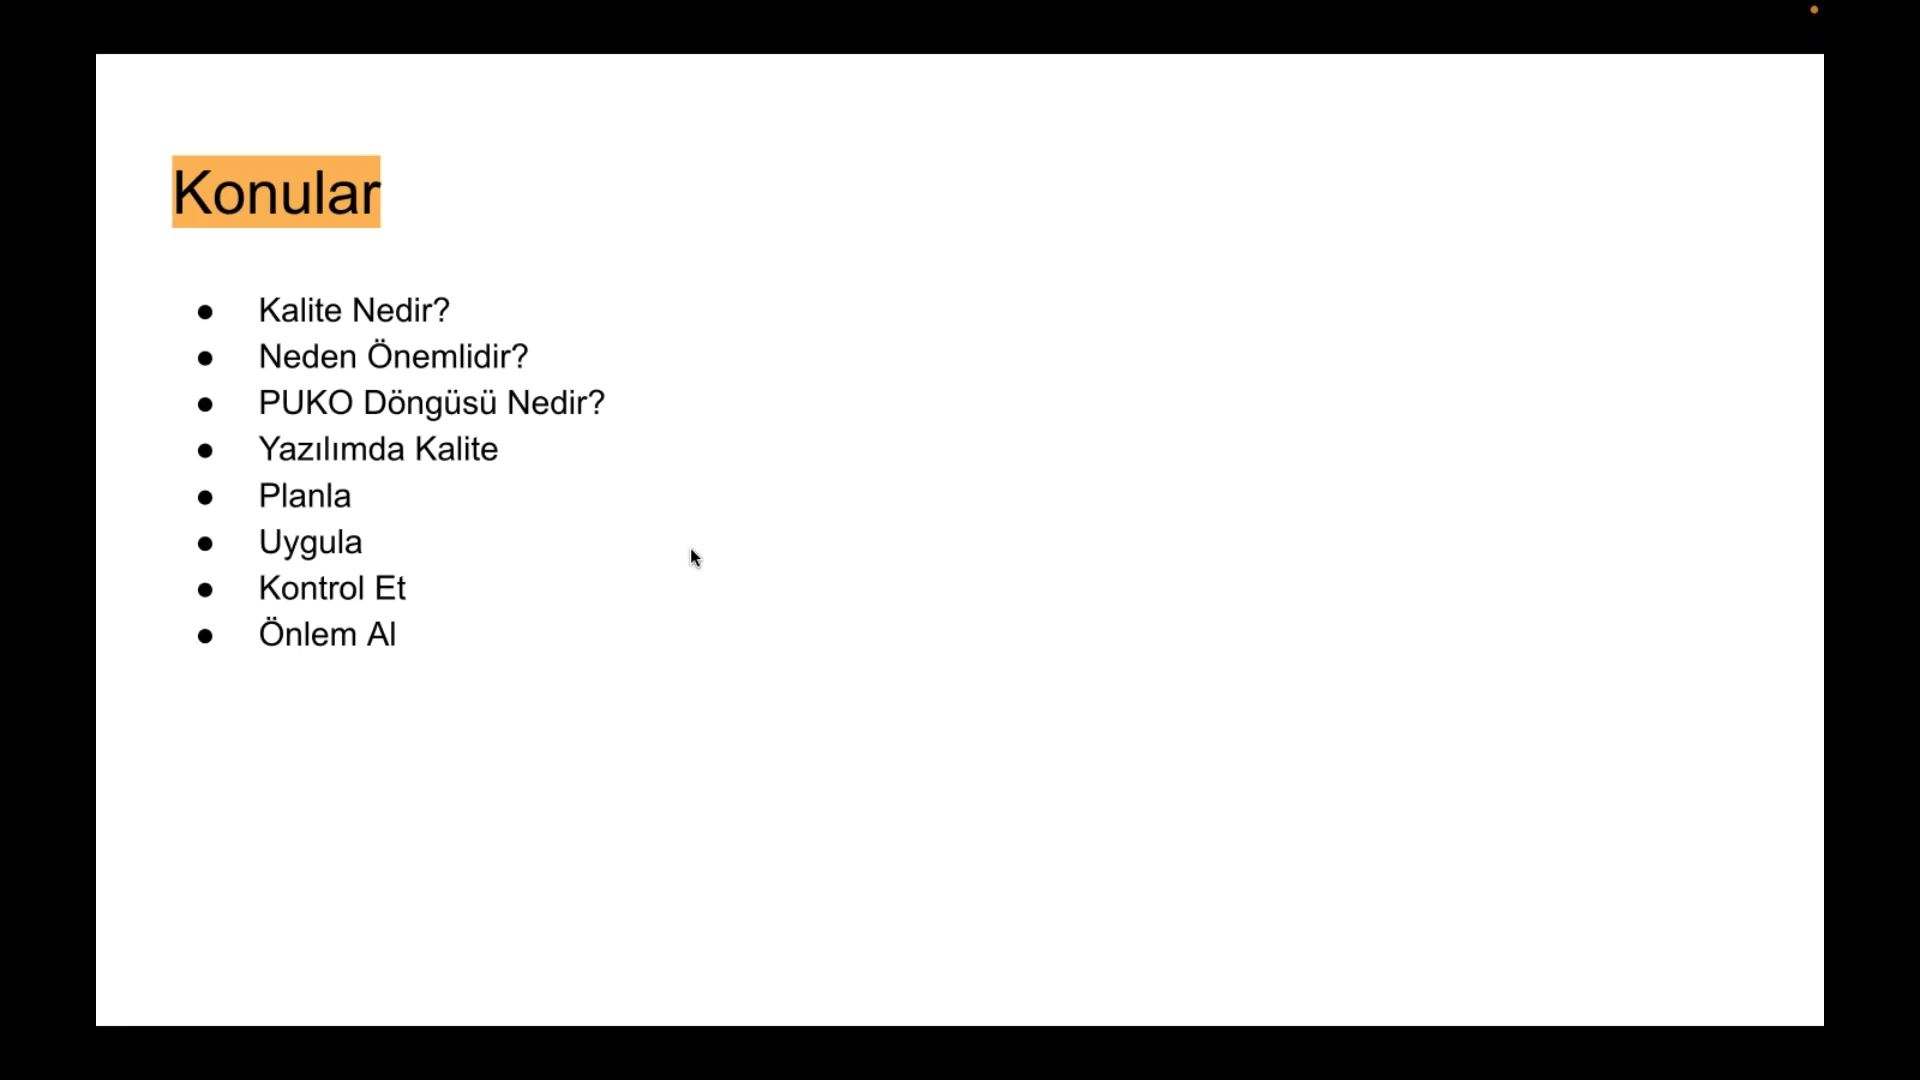 Konular
● Kalite Nedir?
● Neden Önemlidir?
● PUKO Döngüsü Nedir?
● Yazılımda Kalite
● Planla
● Uygula
● Kontrol Et
● Önlem Al